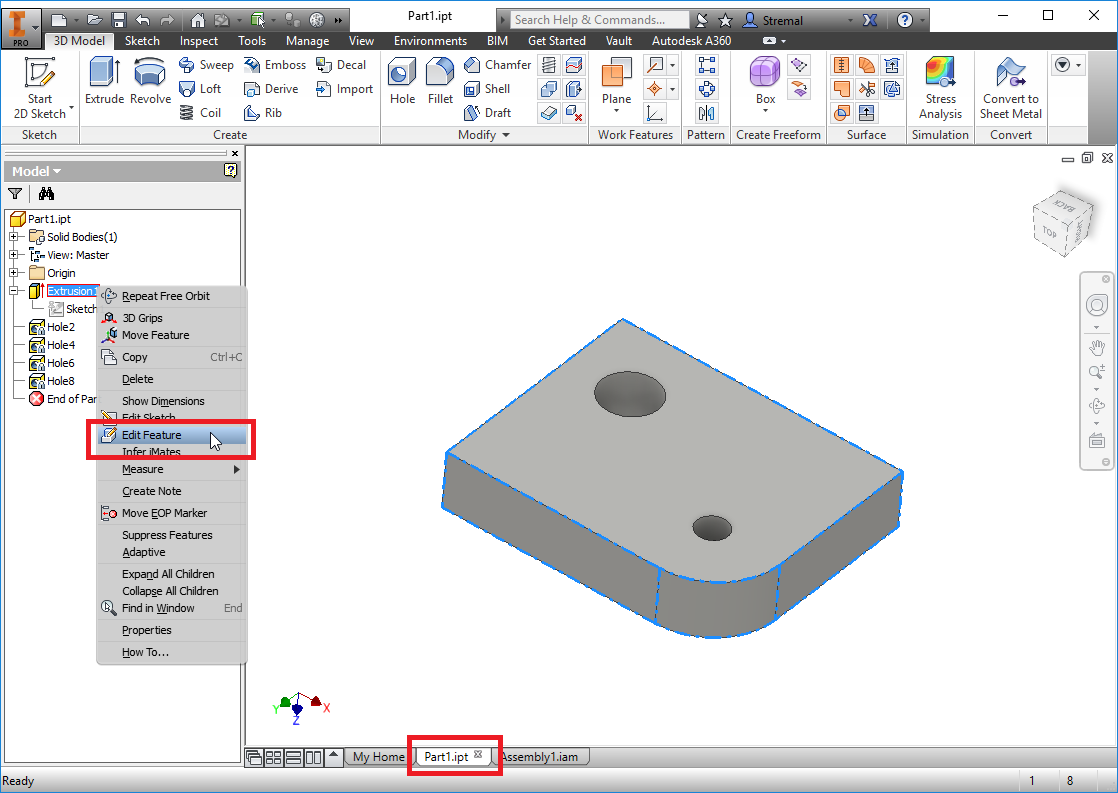 Part1.ipt
Search Help & Commands...
Stremal
PRO
3D Model Sketch Inspect Tools Manage View Environments BIM Get Started Vault Autodesk A360
Start
2D Sketch
Extrude
Revolve
Sweep
Loft
Coil
Emboss
Derive
Rib
Decal
Import
Hole
Fillet
Chamfer
Shell
Draft
Plane
Box
Stress
Analysis
Convert to
Sheet Metal
Sketch
Create
Modify
Work Features
Pattern
Create Freeform
Surface
Simulation
Convert
Model
Part1.ipt
Solid Bodies(1)
View: Master
Origin
Extrusion1
Sketch
Hole2
Hole4
Hole6
Hole8
End of Par
Repeat Free Orbit
3D Grips
Move Feature
Copy Ctrl+C
Delete
Show Dimensions
Edit Sketch
Edit Feature
Infer iMates
Measure
Create Note
Move EOP Marker
Suppress Features
Adaptive
Expand All Children
Collapse All Children
Find in Window End
Properties
How To...
BACK
TOP
Y
X
Z
My Home
Part1.ipt
Assembly1.iam
Ready
1 8